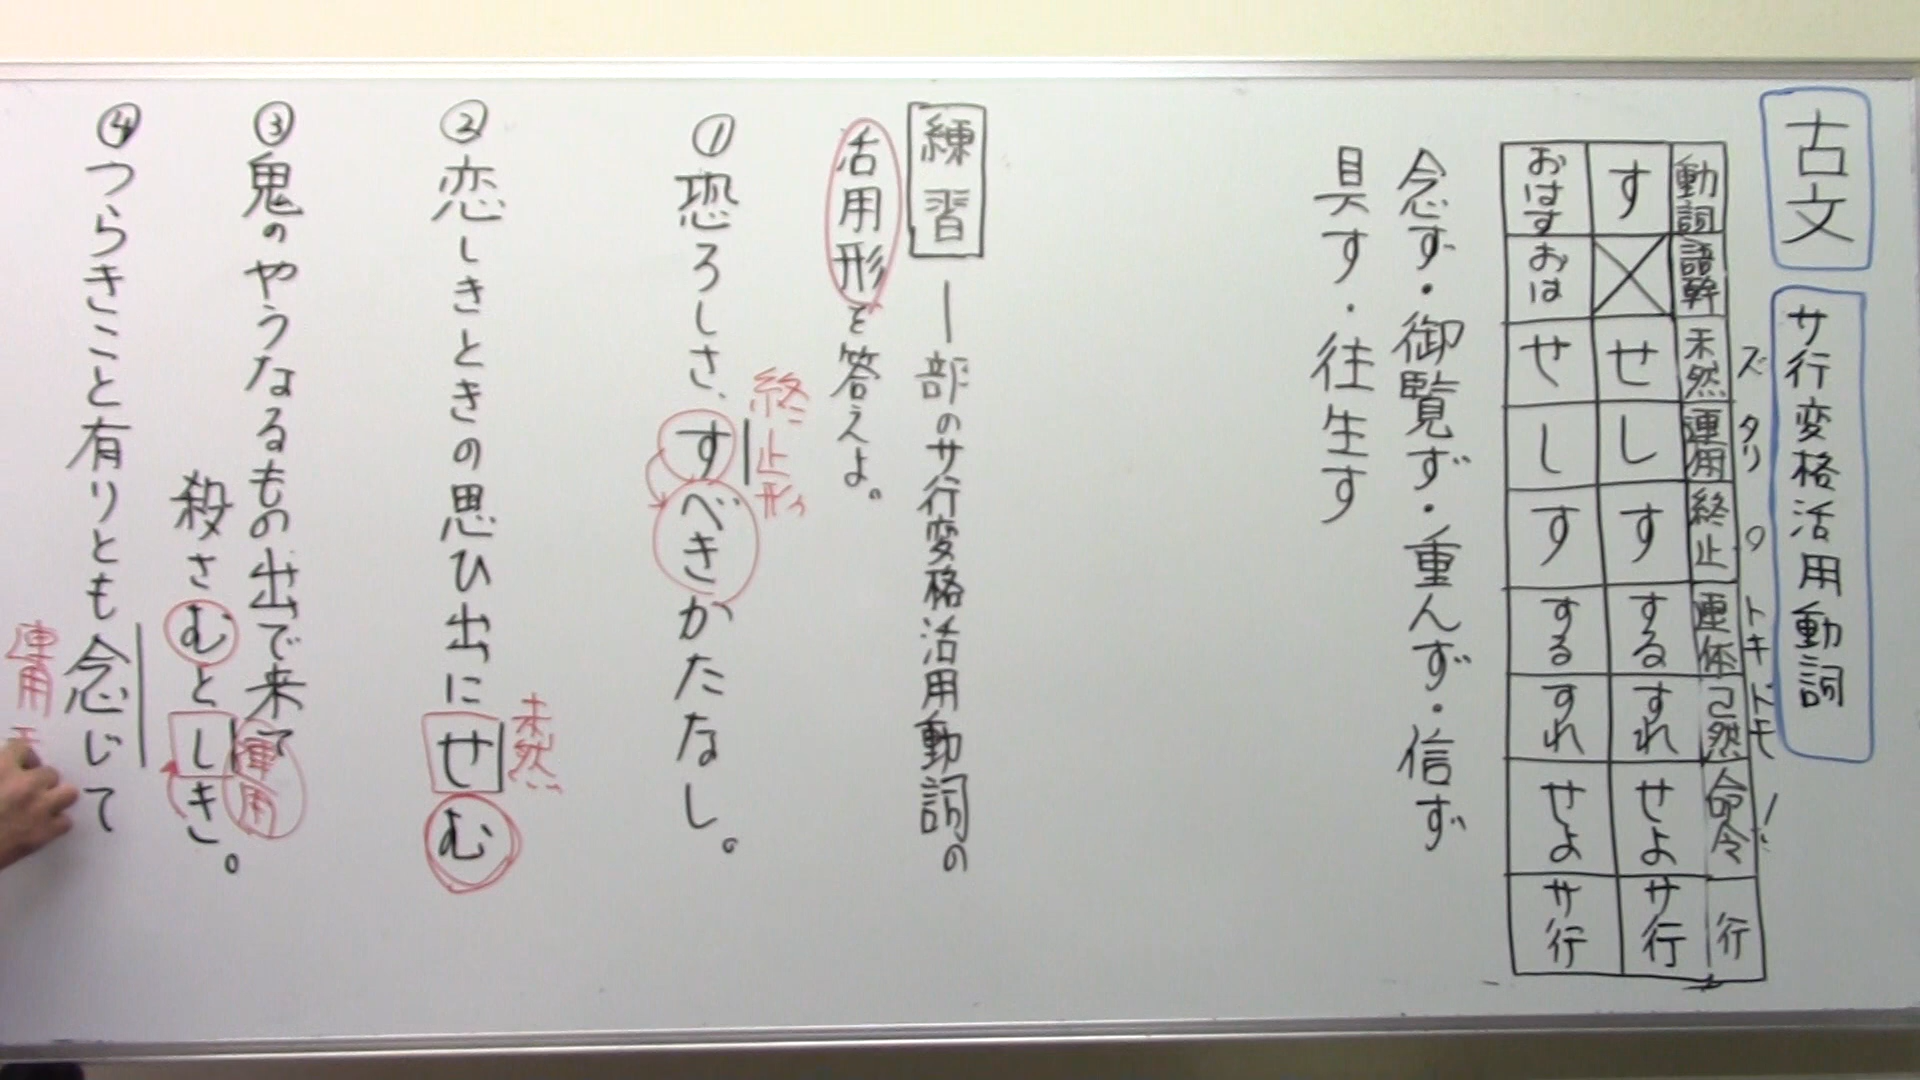 古文
サ行変格活用動詞
ズ タリ 。 トキ ドモ !
動詞 語幹 未然 連用 終止 連体 已然 命令 行
す せ し す する すれ せよ サ行
おはす おは せ し す する すれ せよ サ行
念ず・御覧ず・重んず・信ず
具す・往生す
練習 ―部のサ行変格活用動詞の
活用形を答えよ。
終止形
①恐ろしさ、すべきかたなし。
未然
②恋しきときの思ひ出にせむ
③鬼のやうなるもの出で来て
連用
殺さむとしき。
④つらきこと有りとも念じて
連用